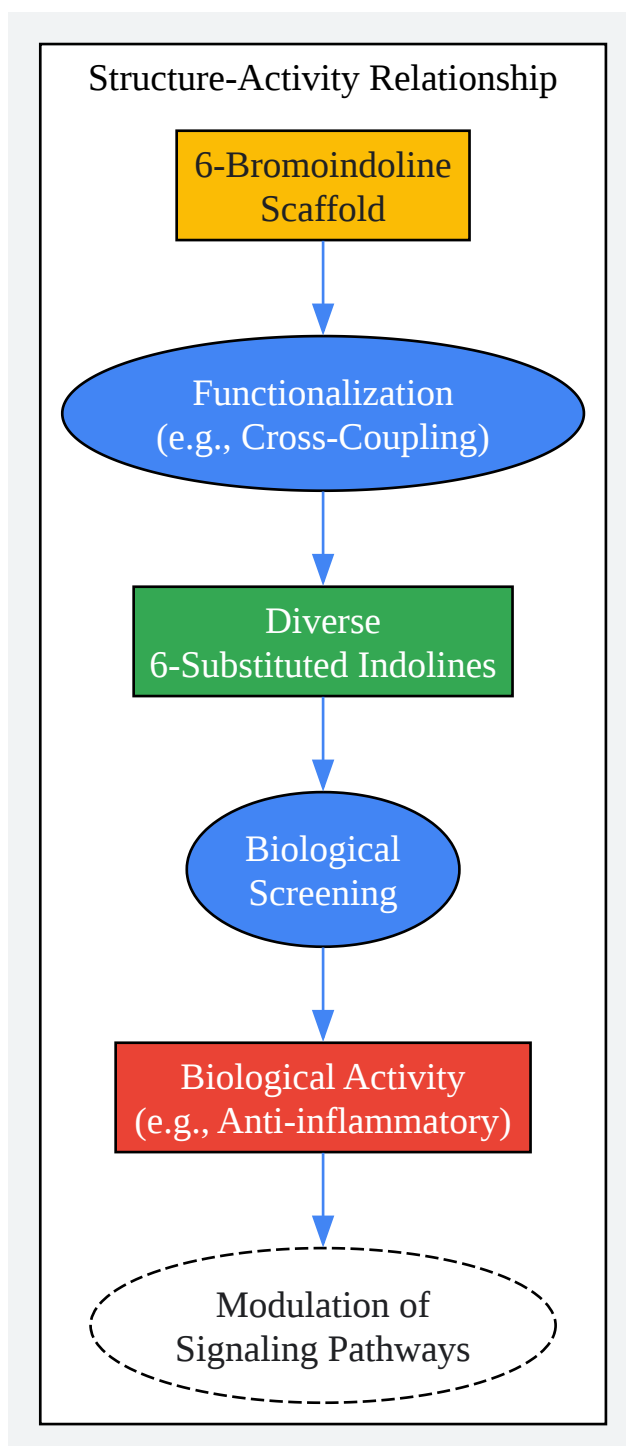 Structure-Activity Relationship
6-Bromoindoline
Scaffold
Functionalization
(e.g., Cross-Coupling)
Diverse
6-Substituted Indolines
Biological
Screening
Biological Activity
(e.g., Anti-inflammatory)
Modulation of
Signaling Pathways